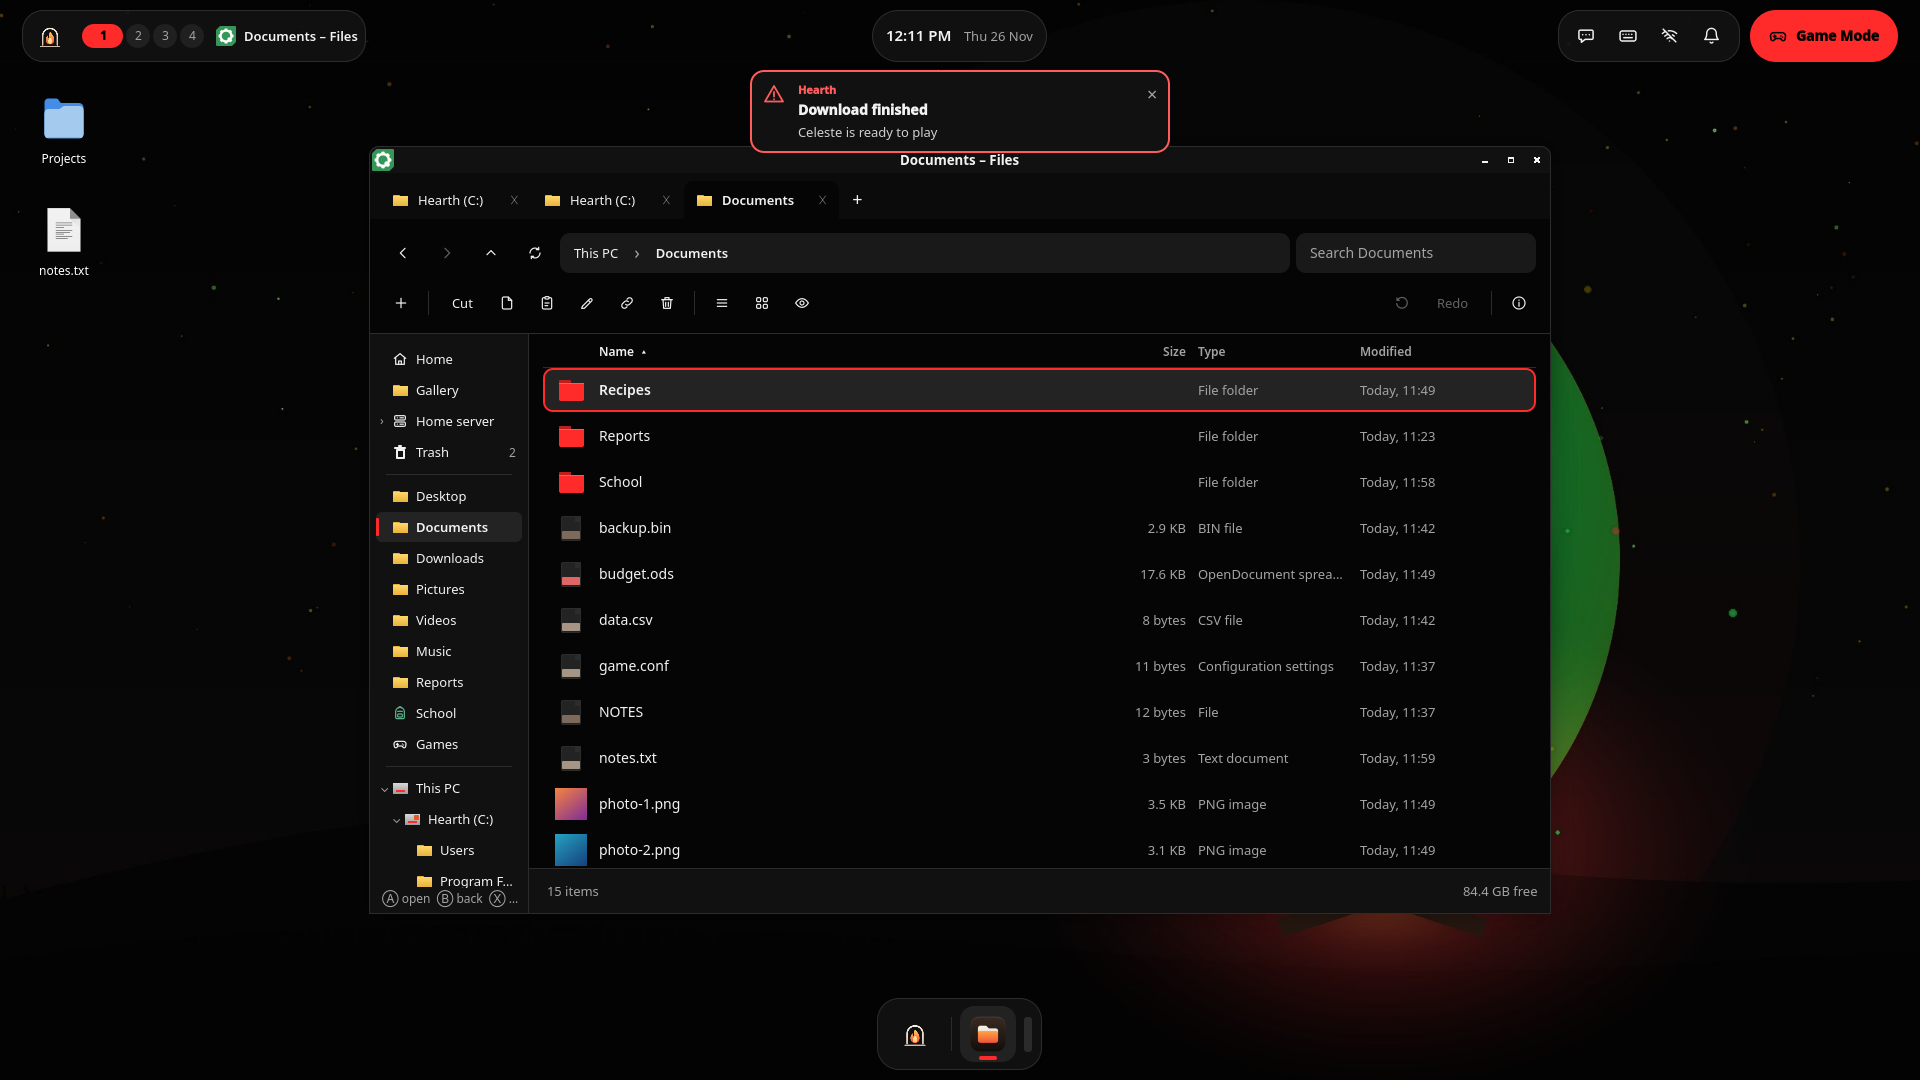 1 2 3 4 Documents – Files
12:11 PM Thu 26 Nov
Game Mode
Projects
notes.txt
Hearth
Download finished
Celeste is ready to play
Documents – Files
Hearth (C:) X Hearth (C:) X Documents X +
This PC › Documents
Search Documents
Cut
Redo
Home
Gallery
Home server
Trash 2
Desktop
Documents
Downloads
Pictures
Videos
Music
Reports
School
Games
This PC
Hearth (C:)
Users
Program F...
A open B back X ...
Name Size Type Modified
Recipes File folder Today, 11:49
Reports File folder Today, 11:23
School File folder Today, 11:58
backup.bin 2.9 KB BIN file Today, 11:42
budget.ods 17.6 KB OpenDocument sprea... Today, 11:49
data.csv 8 bytes CSV file Today, 11:42
game.conf 11 bytes Configuration settings Today, 11:37
NOTES 12 bytes File Today, 11:37
notes.txt 3 bytes Text document Today, 11:59
photo-1.png 3.5 KB PNG image Today, 11:49
photo-2.png 3.1 KB PNG image Today, 11:49
15 items 84.4 GB free